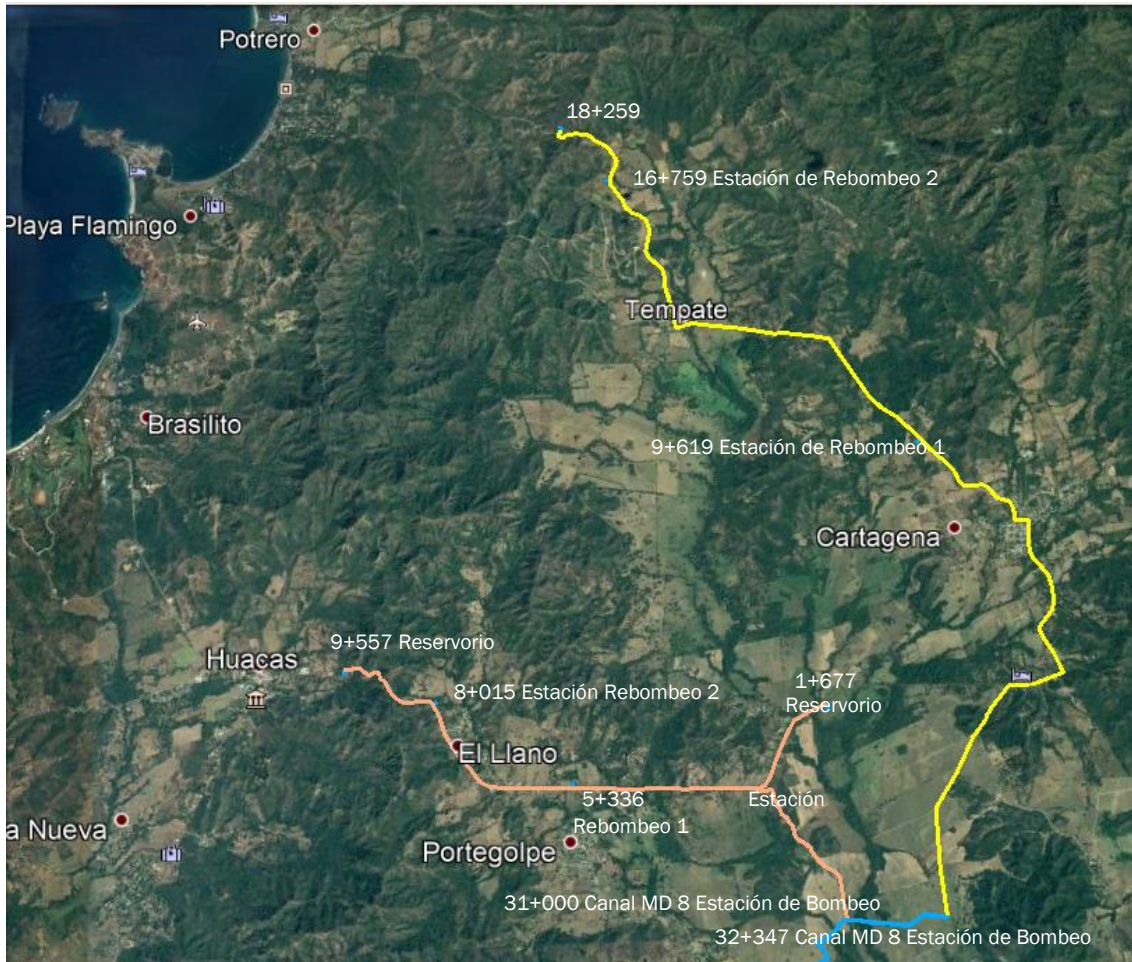 Potrero
18+259
16+759 Estación de Rebombeo 2
Playa Flamingo
Tempate
Brasilito
9+619 Estación de Rebombeo 1
Cartagena
9+557 Reservorio
Huacas
8+015 Estación Rebombeo 2
1+677
Reservorio
El Llano
5+336
Rebombeo 1
Estación
a Nueva
Portegolpe
31+000 Canal MD 8 Estación de Bombeo
32+347 Canal MD 8 Estación de Bombeo